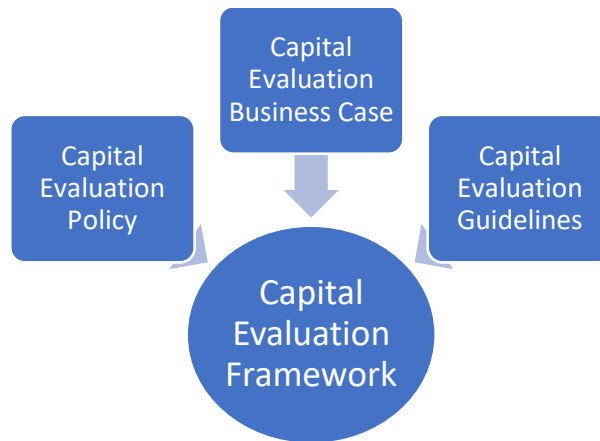 Capital
Evaluation
Business Case
Capital
Evaluation
Policy
Capital
Evaluation
Guidelines
Capital
Evaluation
Framework